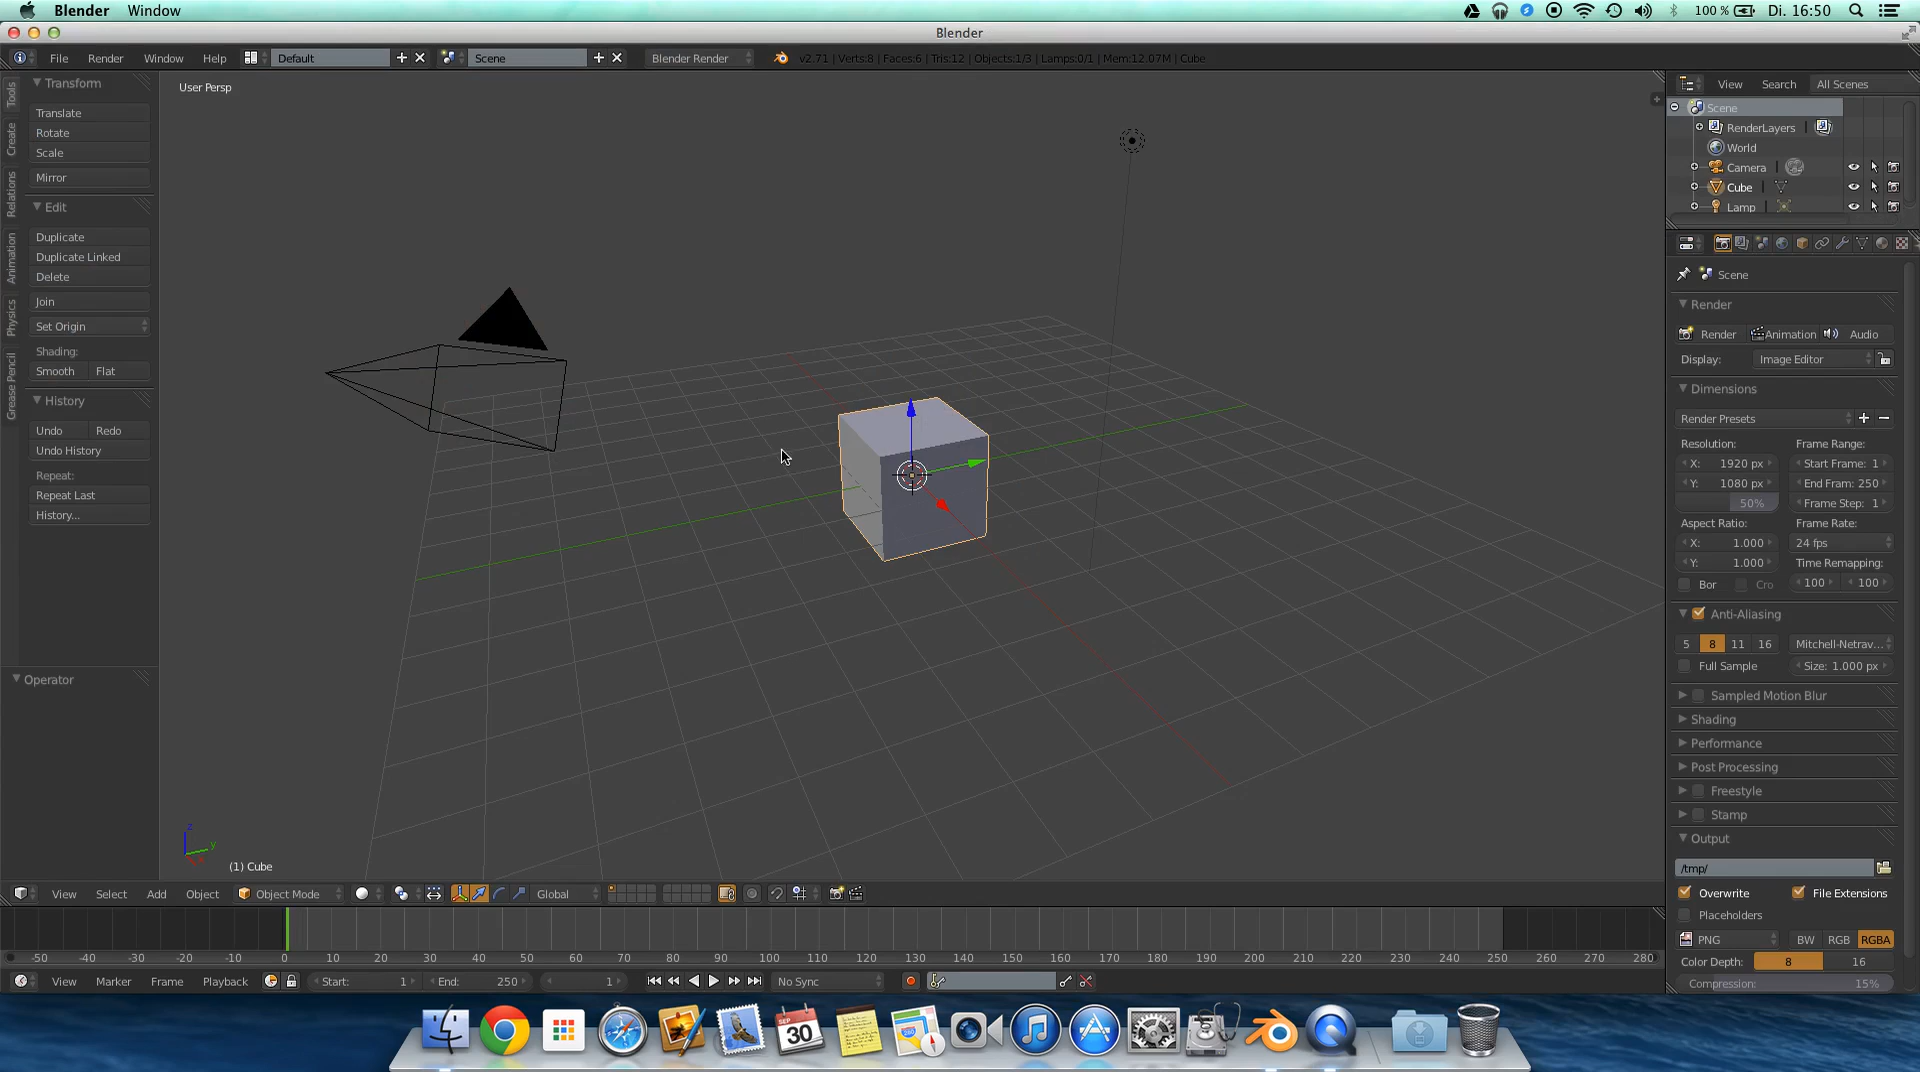 Blender Window 100 % Di. 16:50
Blender
File Render Window Help Default Scene Blender Render v2.71 | Verts:8 | Faces:6 | Tris:12 | Objects:1/3 | Lamps:0/1 | Mem:12.07M | Cube
Tools
Create
Relations
Animation
Physics
Grease Pencil
Transform
Translate
Rotate
Scale
Mirror
Edit
Duplicate
Duplicate Linked
Delete
Join
Set Origin
Shading:
Smooth Flat
History
Undo Redo
Undo History
Repeat:
Repeat Last
History...
Operator
User Persp
z
y
(1) Cube
View Select Add Object Object Mode Global
View Search All Scenes
Scene
RenderLayers |
World
Camera |
Cube |
Lamp |
Scene
Render
Render Animation Audio
Display: Image Editor
Dimensions
Render Presets
Resolution: Frame Range:
X: 1920 px Start Frame: 1
Y: 1080 px End Fram: 250
50% Frame Step: 1
Aspect Ratio: Frame Rate:
X: 1.000 24 fps
Y: 1.000 Time Remapping:
Bor Cro 100 100
Anti-Aliasing
5 8 11 16 Mitchell-Netrav...
Full Sample Size: 1.000 px
Sampled Motion Blur
Shading
Performance
Post Processing
Freestyle
Stamp
Output
/tmp/
Overwrite File Extensions
Placeholders
PNG BW RGB RGBA
Color Depth: 8 16
Compression: 15%
-50 -40 -30 -20 -10 0 10 20 30 40 50 60 70 80 90 100 110 120 130 140 150 160 170 180 190 200 210 220 230 240 250 260 270 280
View Marker Frame Playback Start: 1 End: 250 1 No Sync
SEP
30